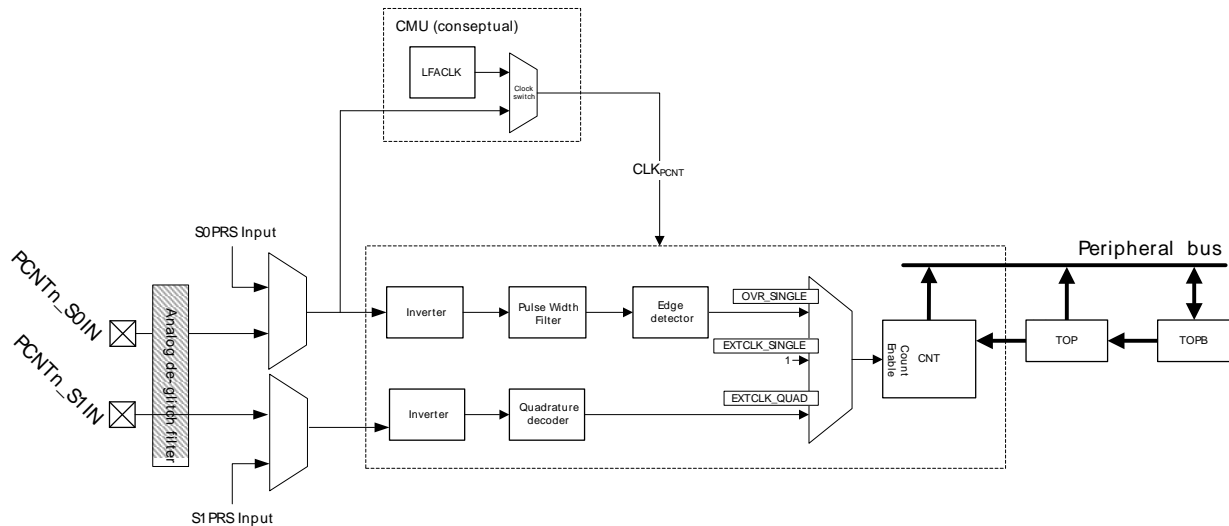 CMU (conseptual)
LFACLK
Clock
switch
CLKPCNT
S0PRS Input
PCNTn_S0IN
PCNTn_S1IN
Analog de-glitch filter
S1PRS Input
Inverter
Pulse Width
Filter
Edge
detector
OVR_SINGLE
EXTCLK_SINGLE
1
EXTCLK_QUAD
Inverter
Quadrature
decoder
Count
Enable
CNT
Peripheral bus
TOP
TOPB